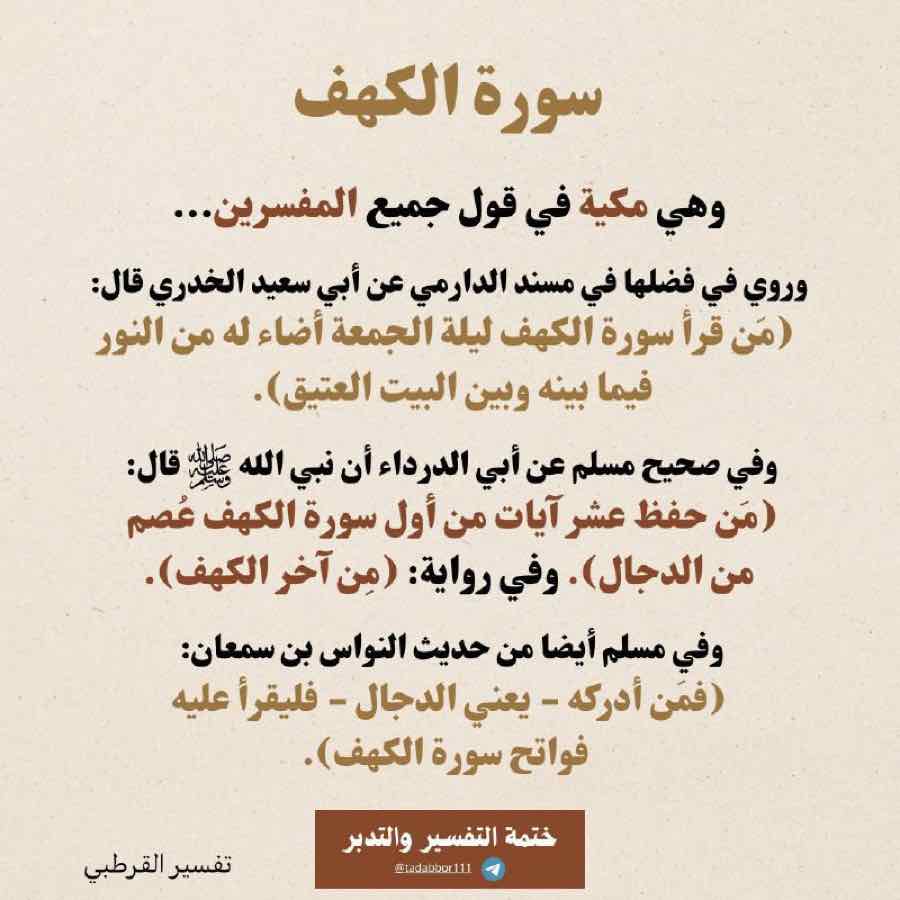 سورة الكهف
وهي مكية في قول جميع المفسرين...
وروي في فضلها في مسند الدارمي عن أبي سعيد الخدري قال:
(مَن قرأ سورة الكهف ليلة الجمعة أضاء له من النور
فيما بينه وبين البيت العتيق).
وفي صحيح مسلم عن أبي الدرداء أن نبي الله ﷺ قال:
(مَن حفظ عشر آيات من أول سورة الكهف عُصم
من الدجال). وفي رواية: (مِن آخر الكهف).
وفي مسلم أيضا من حديث النواس بن سمعان:
(فمَن أدركه - يعني الدجال - فليقرأ عليه
فواتح سورة الكهف).
ختمة التفسير والتدبر
@tadabbor111
تفسير القرطبي